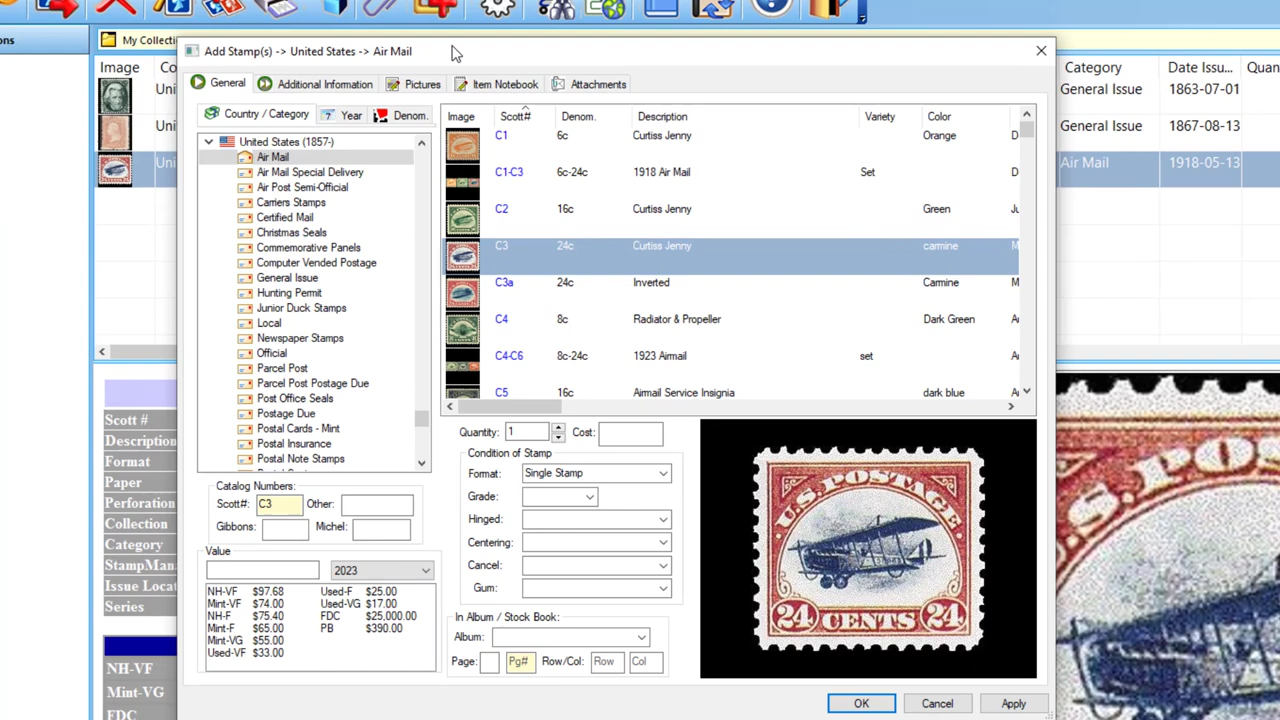 ons
My Collecti
Add Stamp(s) -> United States -> Air Mail
General Additional Information Pictures Item Notebook Attachments
Country / Category Year Denom.
Image Co
Uni
Uni
Uni
United States (1857-)
Air Mail
Air Mail Special Delivery
Air Post Semi-Official
Carriers Stamps
Certified Mail
Christmas Seals
Commemorative Panels
Computer Vended Postage
General Issue
Hunting Permit
Junior Duck Stamps
Local
Newspaper Stamps
Official
Parcel Post
Parcel Post Postage Due
Post Office Seals
Postage Due
Postal Cards - Mint
Postal Insurance
Postal Note Stamps
Image Scott# Denom. Description Variety Color
C1 6c Curtiss Jenny Orange D
C1-C3 6c-24c 1918 Air Mail Set D
C2 16c Curtiss Jenny Green Ju
C3 24c Curtiss Jenny carmine M
C3a 24c Inverted Carmine M
C4 8c Radiator & Propeller Dark Green Au
C4-C6 8c-24c 1923 Airmail set Au
C5 16c Airmail Service Insignia dark blue Au
Category Date Issu... Quan
General Issue 1863-07-01
General Issue 1867-08-13
Air Mail 1918-05-13
Scott #
Description
Format
Paper
Perforation
Collection
Category
StampMan
Issue Locat
Series
NH-VF
Mint-VG
FDC
Catalog Numbers:
Scott#: C3 Other:
Gibbons: Michel:
Value
2023
NH-VF $97.68 Used-F $25.00
Mint-VF $74.00 Used-VG $17.00
NH-F $75.40 FDC $25,000.00
Mint-F $65.00 PB $390.00
Mint-VG $55.00
Used-VF $33.00
Quantity: 1 Cost:
Condition of Stamp
Format: Single Stamp
Grade:
Hinged:
Centering:
Cancel:
Gum:
In Album / Stock Book:
Album:
Page: Pg# Row/Col: Row Col
U.S. POSTAGE
24 CENTS 24
U.S. POS
OK Cancel Apply